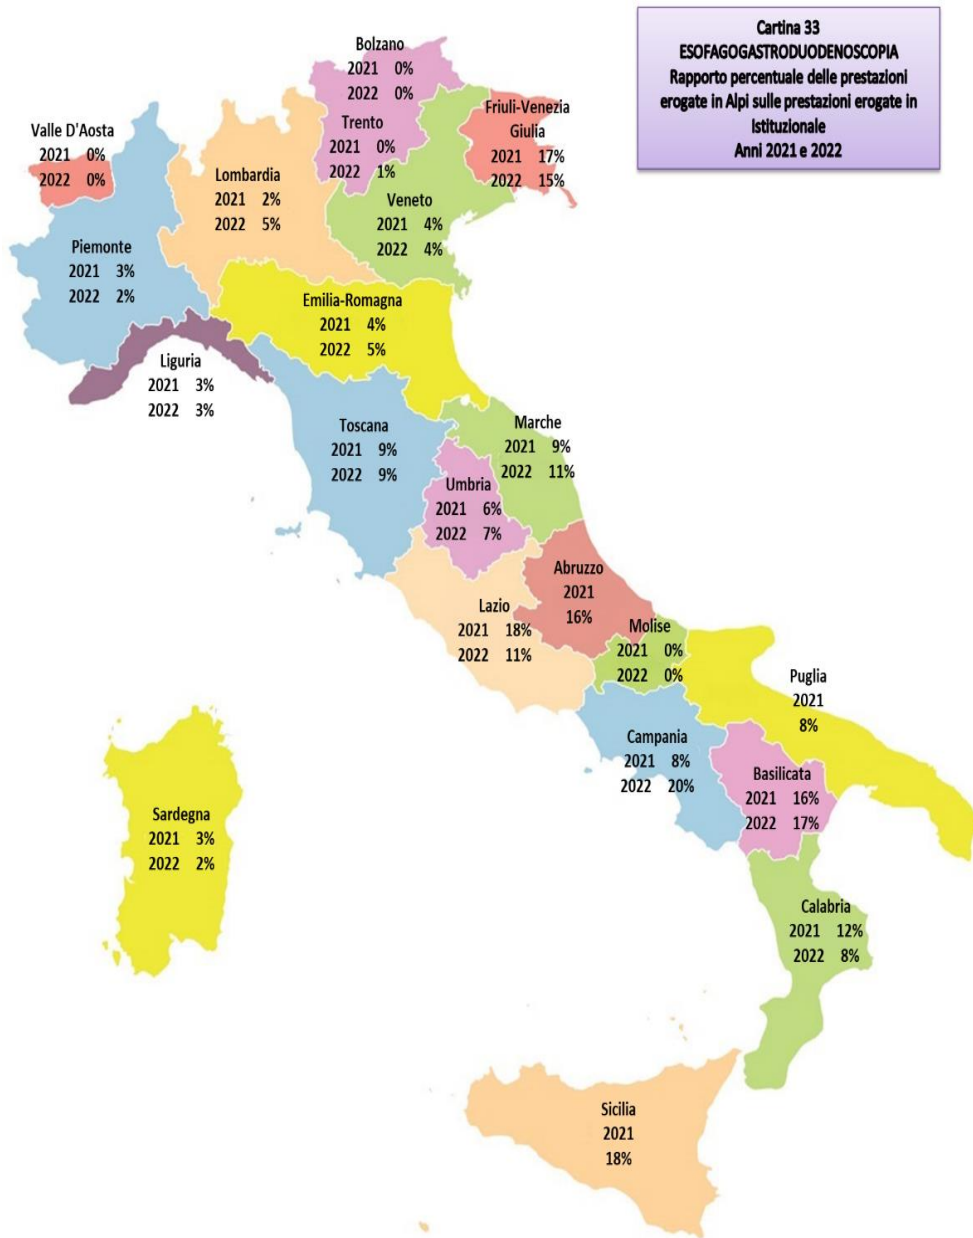 Cartina 33
ESOFAGOGASTRODUODENOSCOPIA
Rapporto percentuale delle prestazioni
erogate in Alpi sulle prestazioni erogate in
Istituzionale
Anni 2021 e 2022
Bolzano
2021 0%
2022 0%
Trento
2021 0%
2022 1%
Friuli-Venezia
Giulia
2021 17%
2022 15%
Valle D'Aosta
2021 0%
2022 0%
Lombardia
2021 2%
2022 5%
Veneto
2021 4%
2022 4%
Piemonte
2021 3%
2022 2%
Emilia-Romagna
2021 4%
2022 5%
Liguria
2021 3%
2022 3%
Toscana
2021 9%
2022 9%
Marche
2021 9%
2022 11%
Umbria
2021 6%
2022 7%
Abruzzo
2021
16%
Lazio
2021 18%
2022 11%
Molise
2021 0%
2022 0%
Puglia
2021
8%
Campania
2021 8%
2022 20%
Basilicata
2021 16%
2022 17%
Sardegna
2021 3%
2022 2%
Calabria
2021 12%
2022 8%
Sicilia
2021
18%